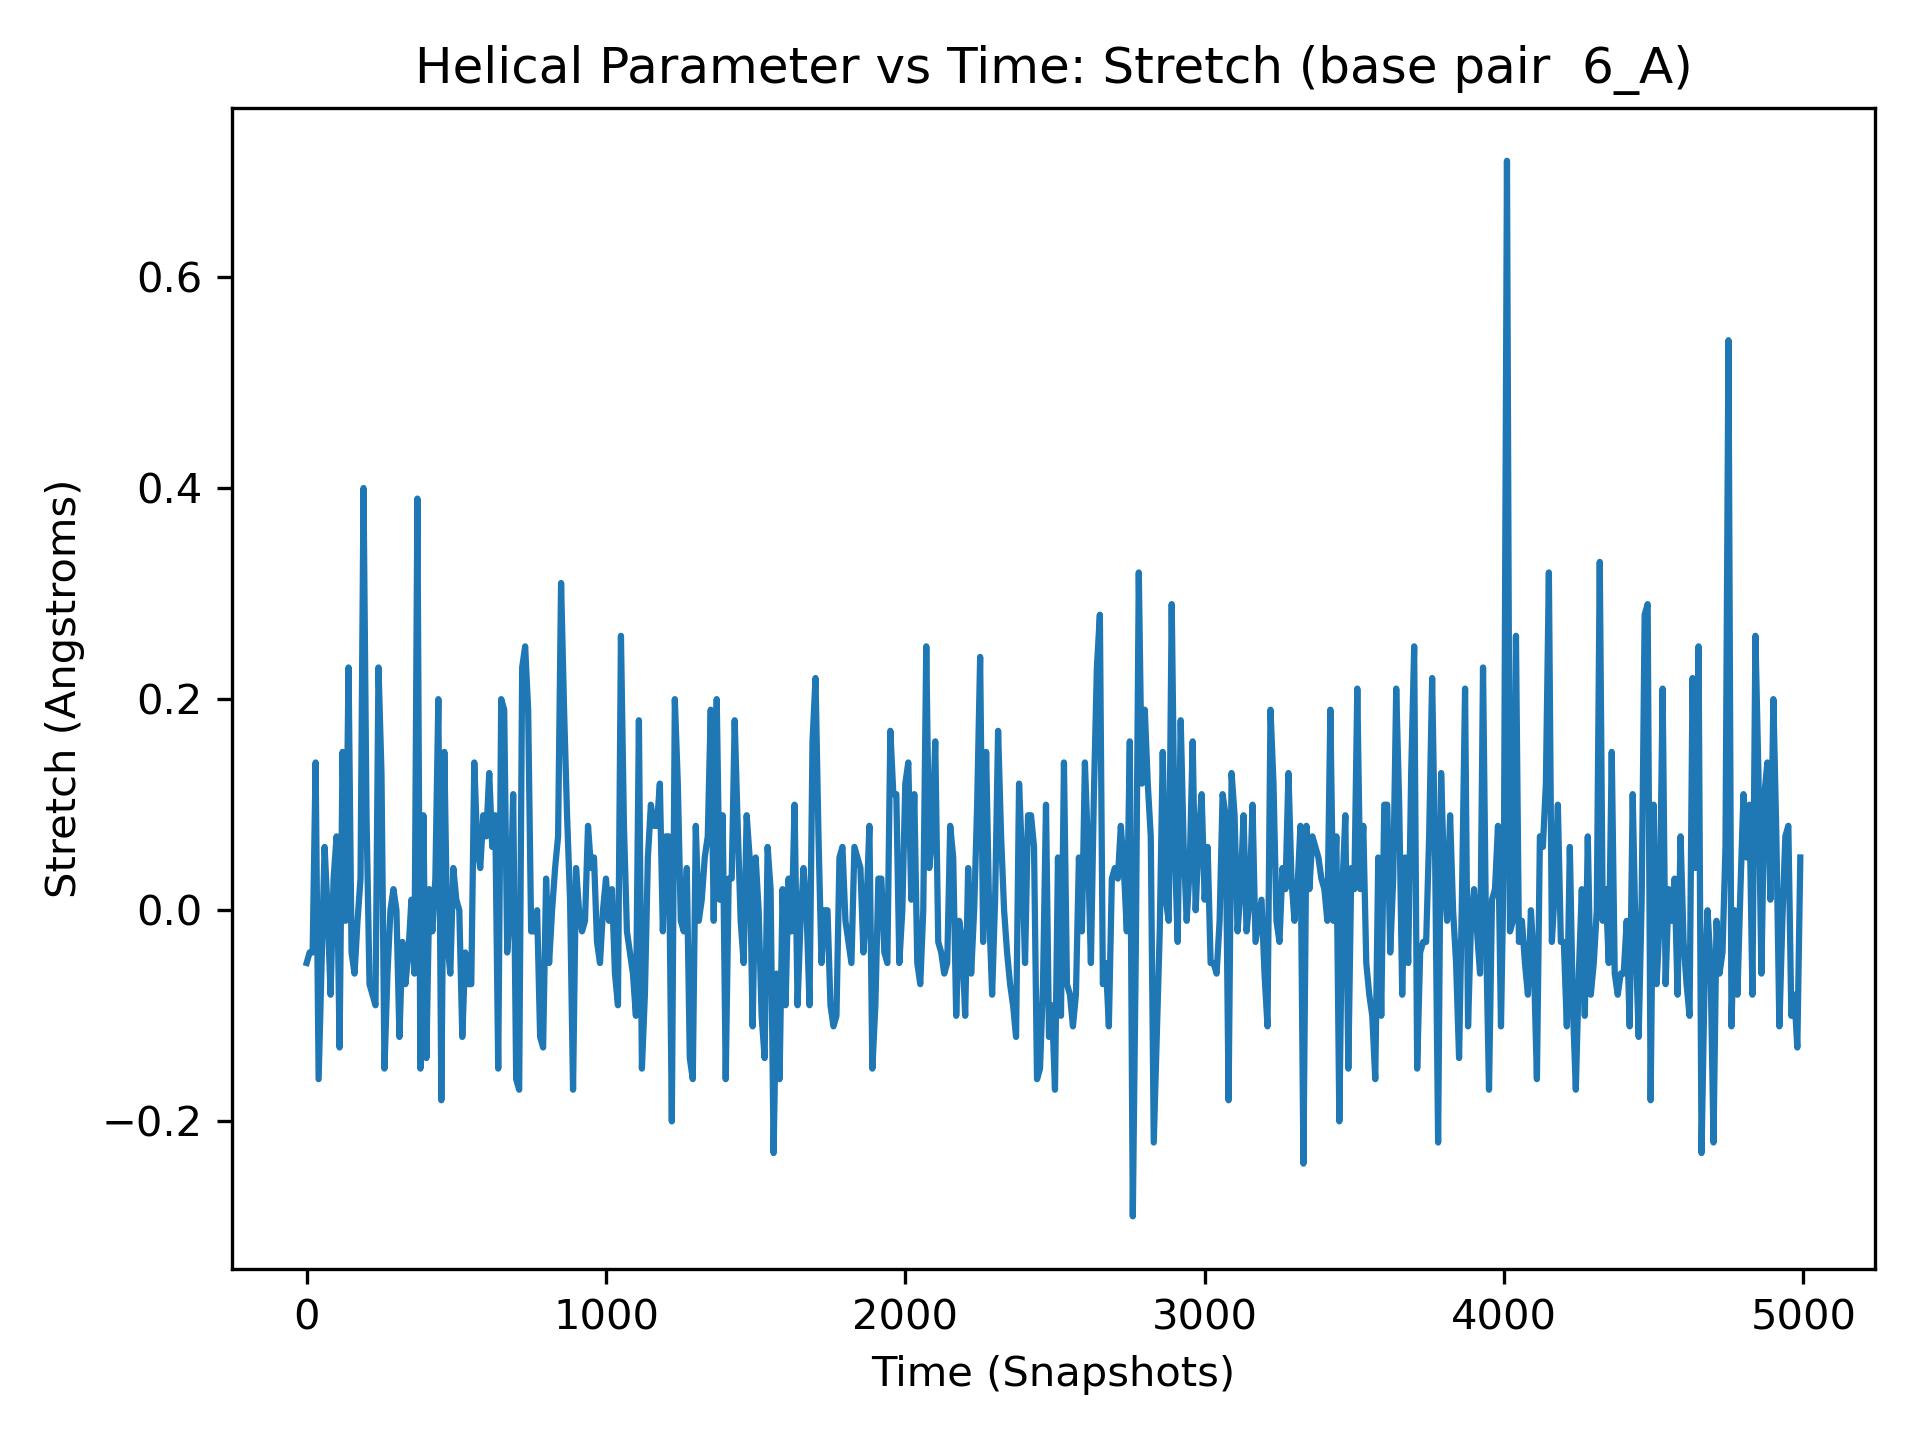 Helical Parameter vs Time: Stretch (base pair  6_A)
Stretch (Angstroms)
0.6
0.4
0.2
0.0
−0.2
0 1000 2000 3000 4000 5000
Time (Snapshots)